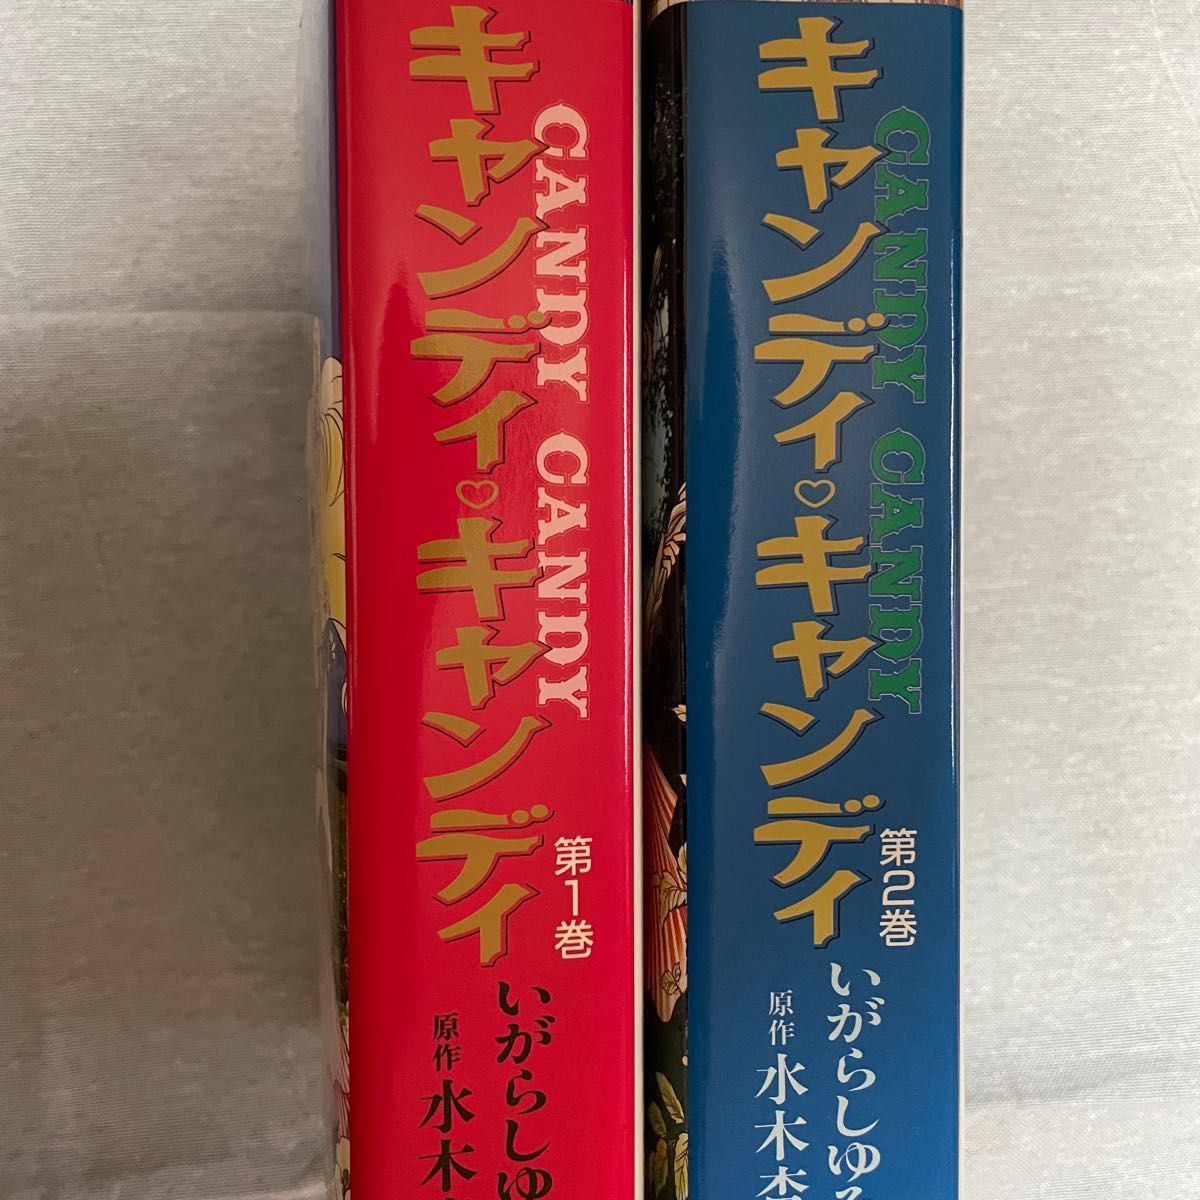 キャンディ♡キャンディ
CANDY CANDY
第1巻
いがらしゆ
原作 水木
キャンディ♡キャンディ
CANDY CANDY
第2巻
いがらしゆ
原作 水木杏